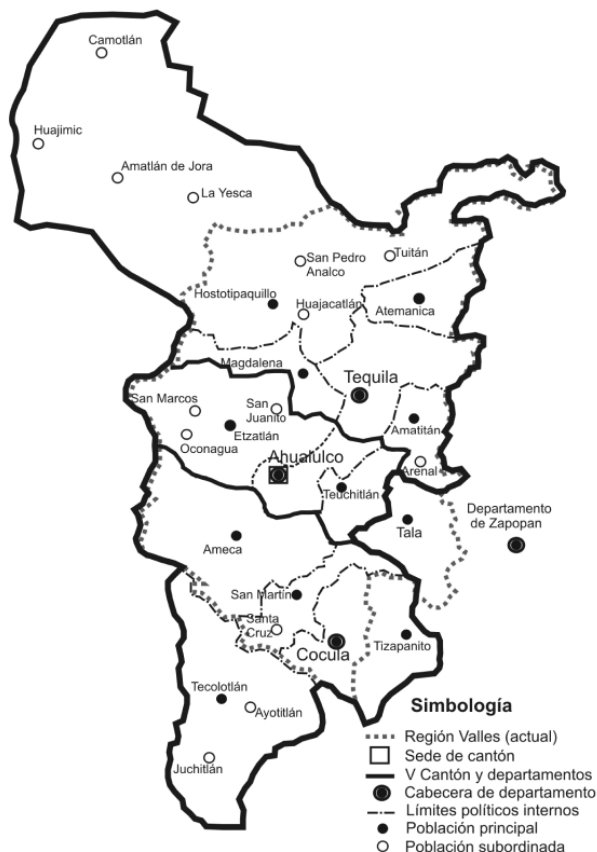 Camotlán
Huajimic
Amatlán de Jora
La Yesca
San Pedro
Analco
Tuitán
Hostotipaquillo
Huajacatlán
Atemanica
Magdalena
Tequila
San Marcos
San
Juanito
Etzatlán
Amatitán
Oconagua
Ahualulco
Arenal
Teuchitlán
Departamento
de Zapopan
Tala
Ameca
San Martín
Santa
Cruz
Cocula
Tizapanito
Tecolotlán
Ayotitlán
Juchitlán
Simbología
Región Valles (actual)
Sede de cantón
V Cantón y departamentos
Cabecera de departamento
Límites políticos internos
Población principal
Población subordinada